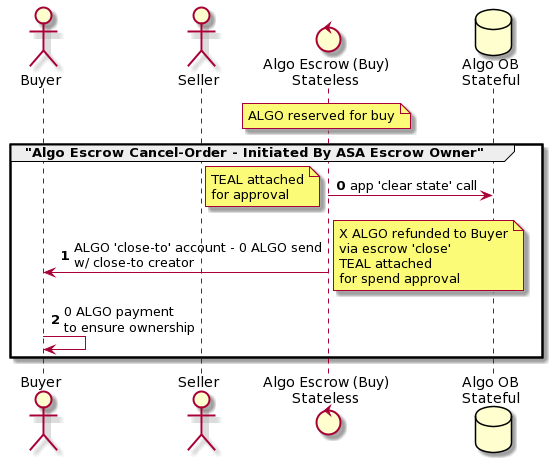 Buyer
Seller
Algo Escrow (Buy)
Stateless
Algo OB
Stateful
ALGO reserved for buy
"Algo Escrow Cancel-Order - Initiated By ASA Escrow Owner"
TEAL attached
for approval
0 app 'clear state' call
X ALGO refunded to Buyer
via escrow 'close'
TEAL attached
for spend approval
1 ALGO 'close-to' account - 0 ALGO send
w/ close-to creator
2 0 ALGO payment
to ensure ownership
Buyer
Seller
Algo Escrow (Buy)
Stateless
Algo OB
Stateful